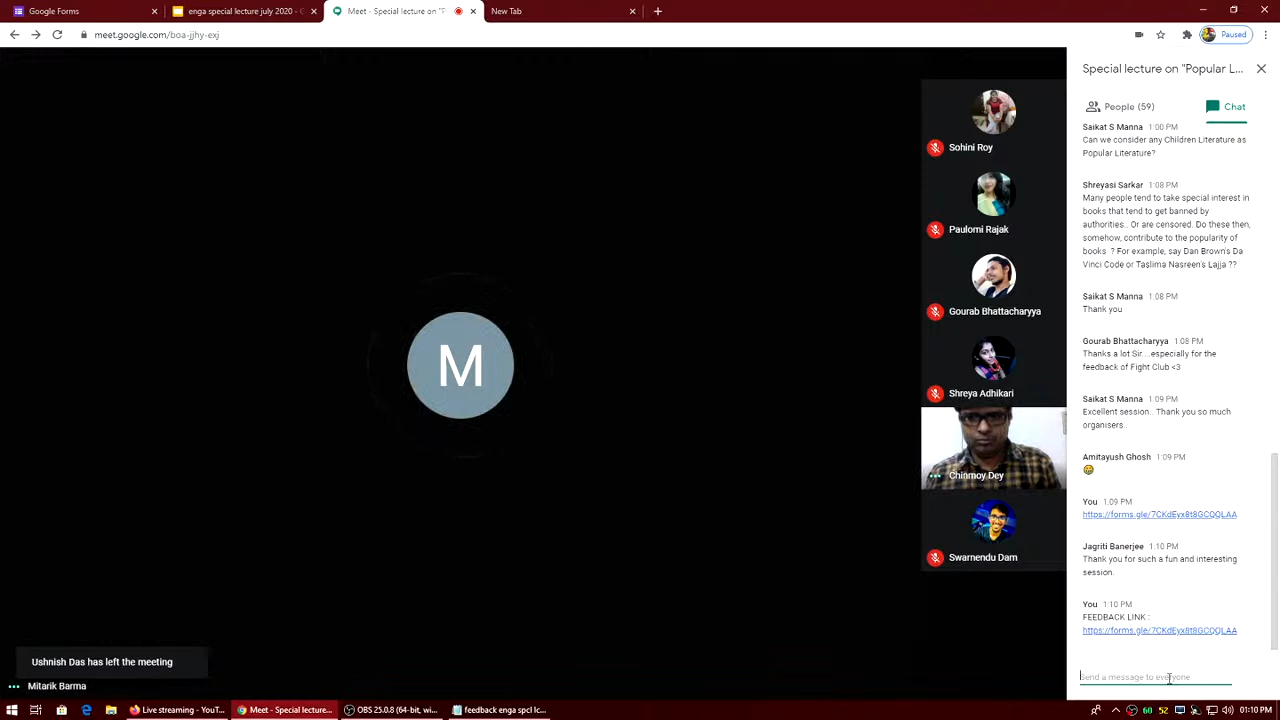 Google Forms
enga special lecture july 2020 - G
Meet - Special lecture on "P
New Tab
meet.google.com/boa-jjhy-exj
Paused
Special lecture on "Popular L...
People (59)
Chat
Sohini Roy
Paulomi Rajak
Gourab Bhattacharyya
Shreya Adhikari
Chinmoy Dey
Swarnendu Dam
Saikat S Manna 1:00 PM
Can we consider any Children Literature as
Popular Literature?
Shreyasi Sarkar 1:08 PM
Many people tend to take special interest in
books that tend to get banned by
authorities.. Or are censored. Do these then,
somehow, contribute to the popularity of
books ? For example, say Dan Brown's Da
Vinci Code or Taslima Nasreen's Lajja ??
Saikat S Manna 1:08 PM
Thank you
Gourab Bhattacharyya 1:08 PM
Thanks a lot Sir....especially for the
feedback of Fight Club <3
Saikat S Manna 1:09 PM
Excellent session.. Thank you so much
organisers..
Amitayush Ghosh 1:09 PM
You 1:09 PM
https://forms.gle/7CKdEyx8t8GCQQLAA
Jagriti Banerjee 1:10 PM
Thank you for such a fun and interesting
session.
You 1:10 PM
FEEDBACK LINK :
https://forms.gle/7CKdEyx8t8GCQQLAA
Send a message to everyone
M
Ushnish Das has left the meeting
Mitarik Barma
Live streaming - YouT...
Meet - Special lecture...
OBS 25.0.8 (64-bit, wi...
feedback enga spcl lc...
60
52
01:10 PM